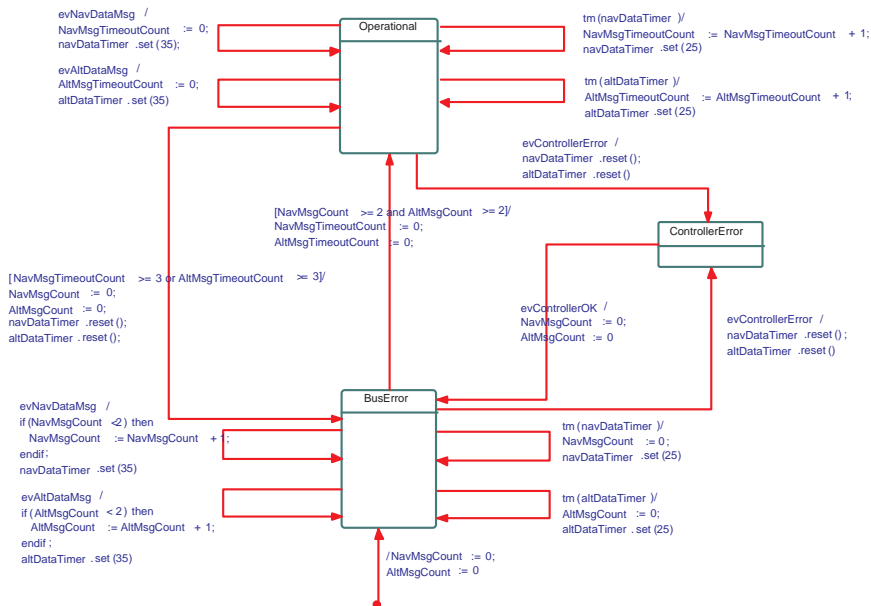 evNavDataMsg /
NavMsgTimeoutCount := 0;
navDataTimer .set (35);
evAltDataMsg /
AltMsgTimeoutCount := 0;
altDataTimer .set (35)
Operational
tm (navDataTimer )/
NavMsgTimeoutCount := NavMsgTimeoutCount + 1;
navDataTimer .set (25)
tm (altDataTimer )/
AltMsgTimeoutCount := AltMsgTimeoutCount + 1;
altDataTimer .set (25)
evControllerError /
navDataTimer .reset ();
altDataTimer .reset ()
[NavMsgCount >= 2 and AltMsgCount >= 2]/
NavMsgTimeoutCount := 0;
AltMsgTimeoutCount := 0;
ControllerError
[NavMsgTimeoutCount >= 3 or AltMsgTimeoutCount >= 3]/
NavMsgCount := 0;
AltMsgCount := 0;
navDataTimer .reset ();
altDataTimer .reset ();
evControllerOK /
NavMsgCount := 0;
AltMsgCount := 0
evControllerError /
navDataTimer .reset ();
altDataTimer .reset ()
BusError
evNavDataMsg /
if (NavMsgCount <2) then
NavMsgCount := NavMsgCount + 1;
endif ;
navDataTimer .set (35)
evAltDataMsg /
if (AltMsgCount < 2) then
AltMsgCount := AltMsgCount + 1;
endif ;
altDataTimer .set (35)
tm (navDataTimer )/
NavMsgCount := 0;
navDataTimer .set (25)
tm (altDataTimer )/
AltMsgCount := 0;
altDataTimer .set (25)
/ NavMsgCount := 0;
AltMsgCount := 0